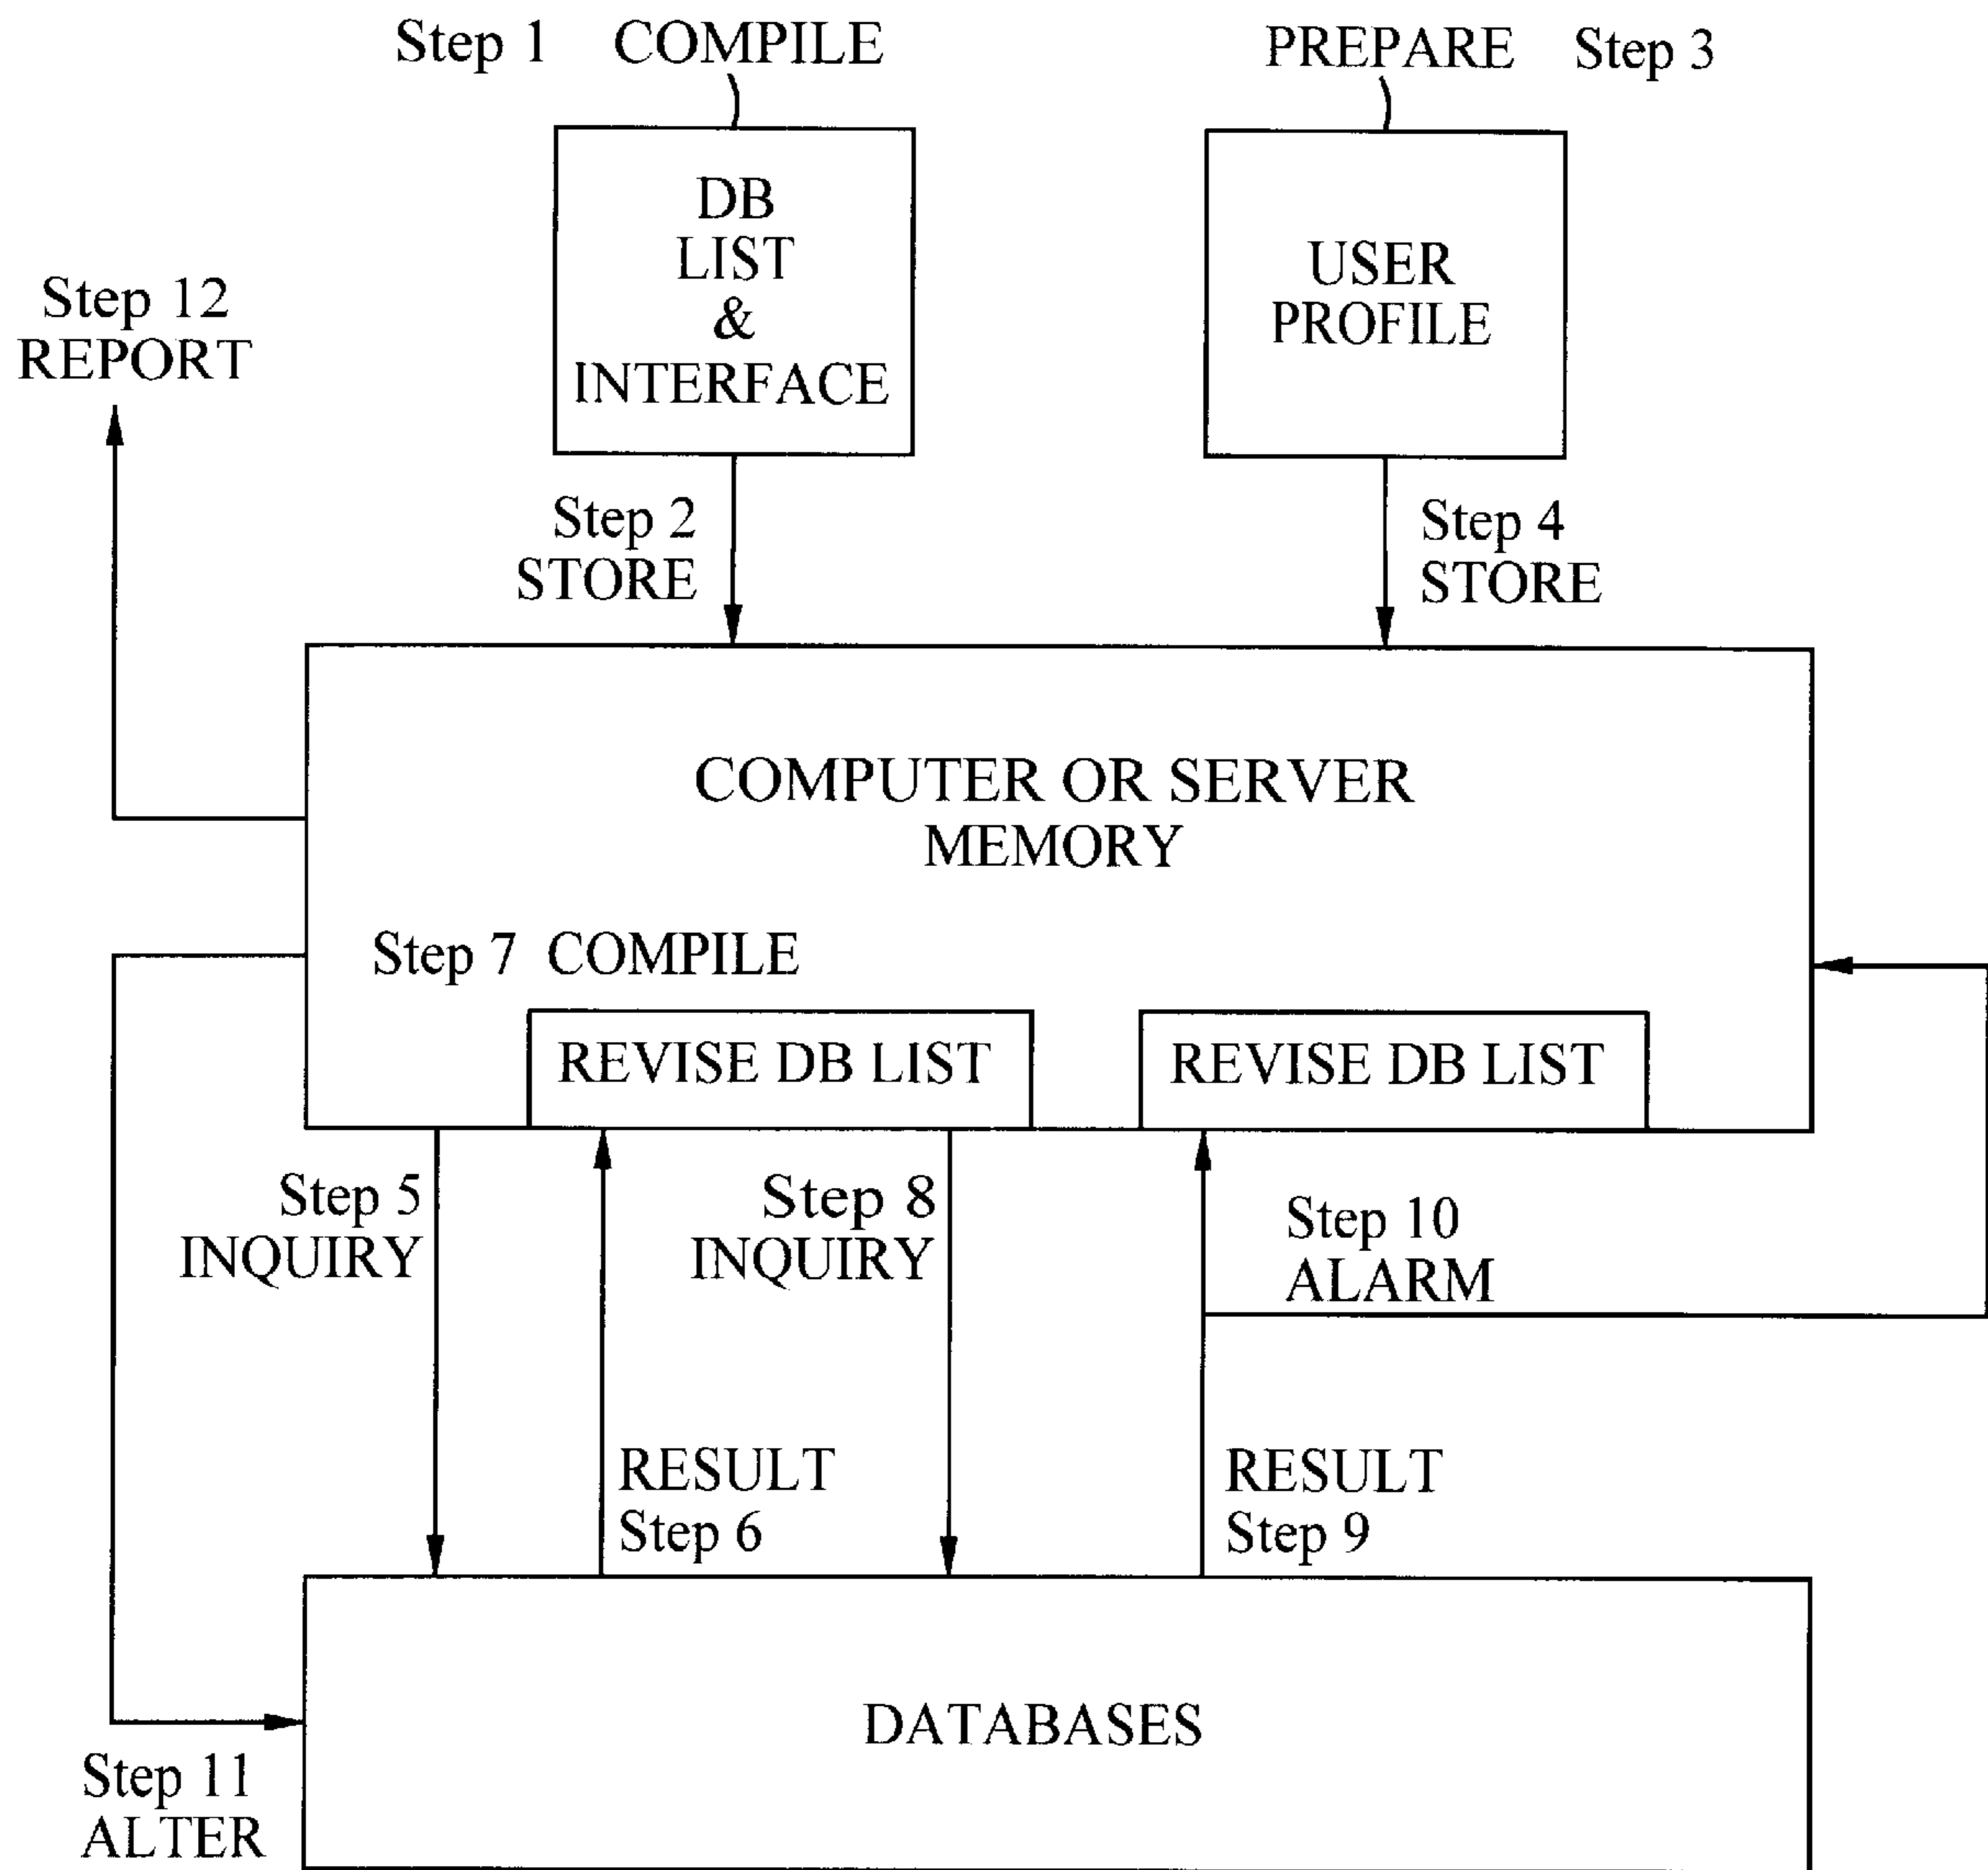 Step 1 COMPILE
PREPARE Step 3
DB
LIST
&
INTERFACE
USER
PROFILE
Step 12
REPORT
Step 2
STORE
Step 4
STORE
COMPUTER OR SERVER
MEMORY
Step 7 COMPILE
REVISE DB LIST
REVISE DB LIST
Step 5
INQUIRY
Step 8
INQUIRY
Step 10
ALARM
RESULT
Step 6
RESULT
Step 9
DATABASES
Step 11
ALTER